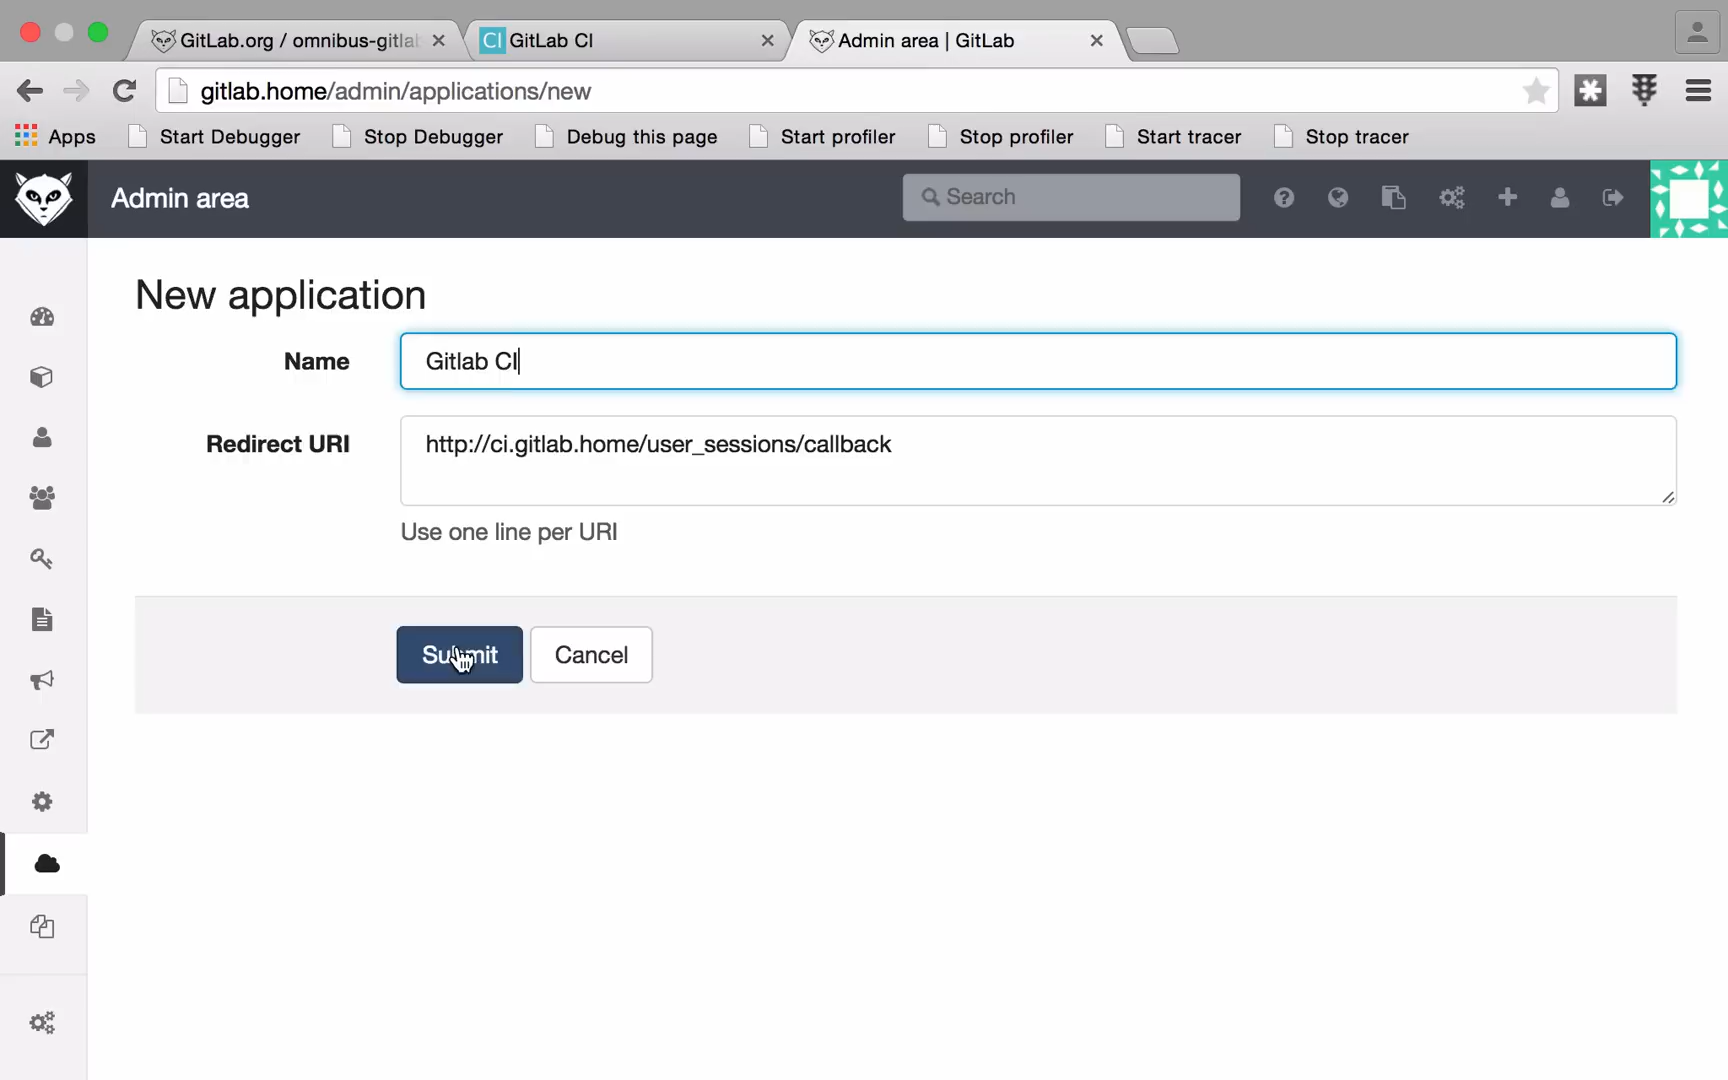 GitLab.org / omnibus-gitlab
CI GitLab CI
Admin area | GitLab
gitlab.home/admin/applications/new
Apps Start Debugger Stop Debugger Debug this page Start profiler Stop profiler Start tracer Stop tracer
Admin area
Search
New application
Name
Gitlab CI
Redirect URI
http://ci.gitlab.home/user_sessions/callback
Use one line per URI
Submit
Cancel